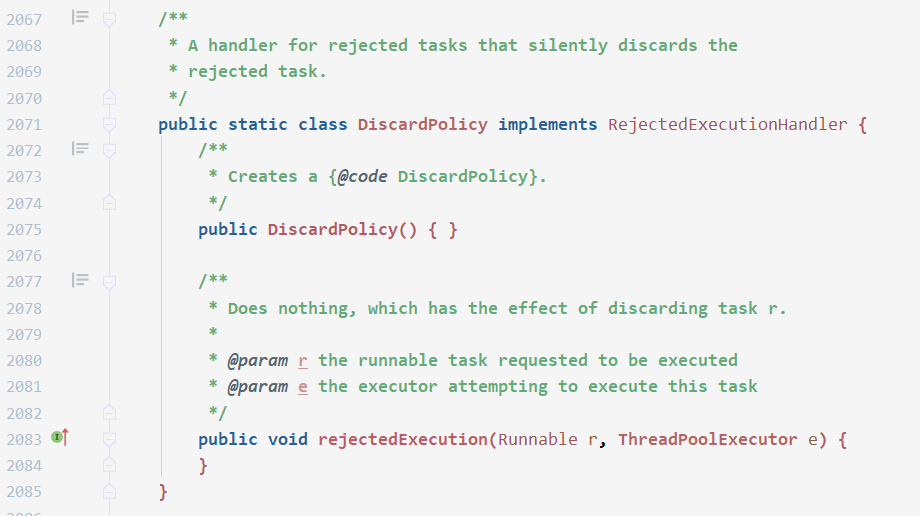 2067 /**
2068 * A handler for rejected tasks that silently discards the
2069 * rejected task.
2070 */
2071 public static class DiscardPolicy implements RejectedExecutionHandler {
2072 /**
2073 * Creates a {@code DiscardPolicy}.
2074 */
2075 public DiscardPolicy() { }
2076
2077 /**
2078 * Does nothing, which has the effect of discarding task r.
2079 *
2080 * @param r the runnable task requested to be executed
2081 * @param e the executor attempting to execute this task
2082 */
2083 public void rejectedExecution(Runnable r, ThreadPoolExecutor e) {
2084 }
2085 }